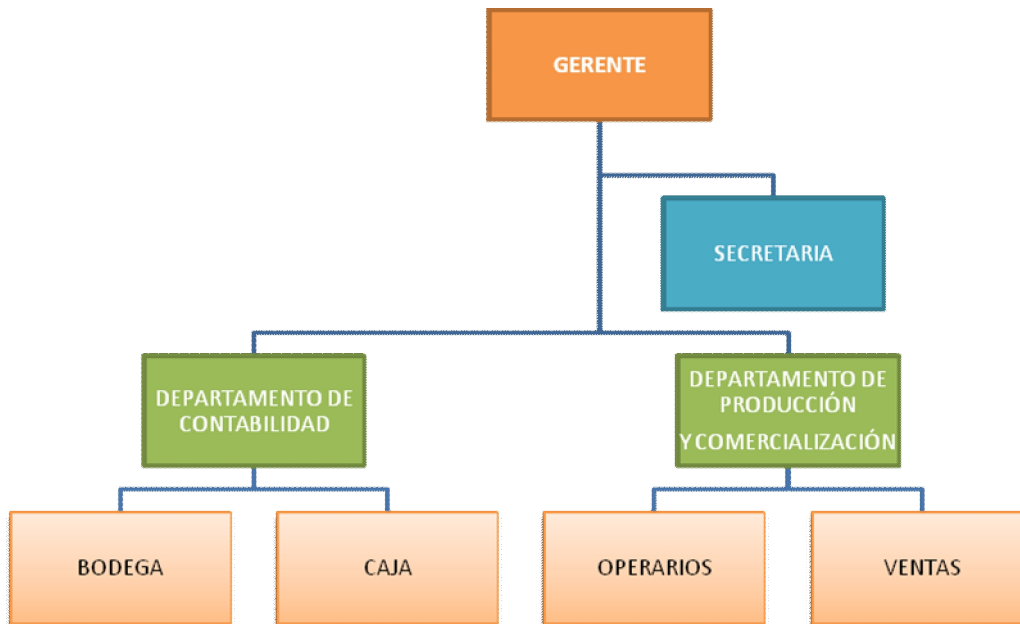 GERENTE
SECRETARIA
DEPARTAMENTO DE
CONTABILIDAD
DEPARTAMENTO DE
PRODUCCIÓN
Y COMERCIALIZACIÓN
BODEGA
CAJA
OPERARIOS
VENTAS